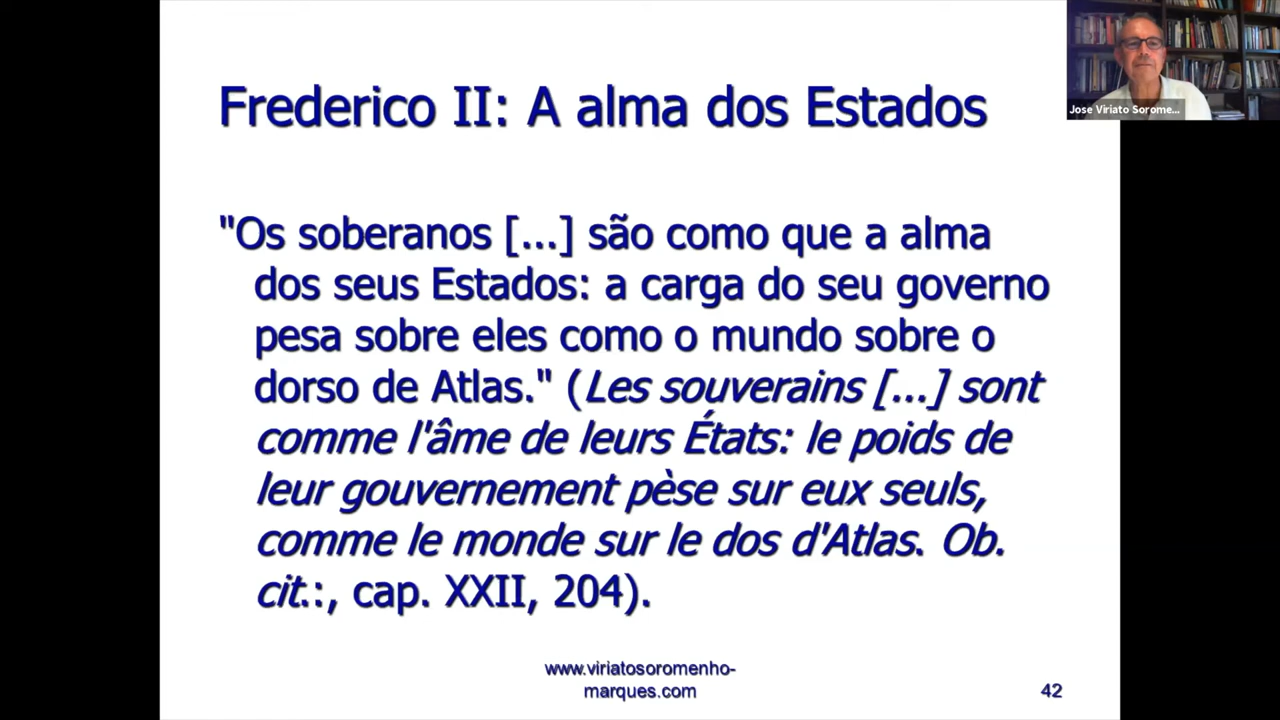 Frederico II: A alma dos Estados
"Os soberanos [...] são como que a alma
dos seus Estados: a carga do seu governo
pesa sobre eles como o mundo sobre o
dorso de Atlas." (Les souverains [...] sont
comme l'âme de leurs États: le poids de
leur gouvernement pèse sur eux seuls,
comme le monde sur le dos d'Atlas. Ob.
cit.:, cap. XXII, 204).
www.viriatosoromenho-
marques.com
42
Jose Viriato Sorome...